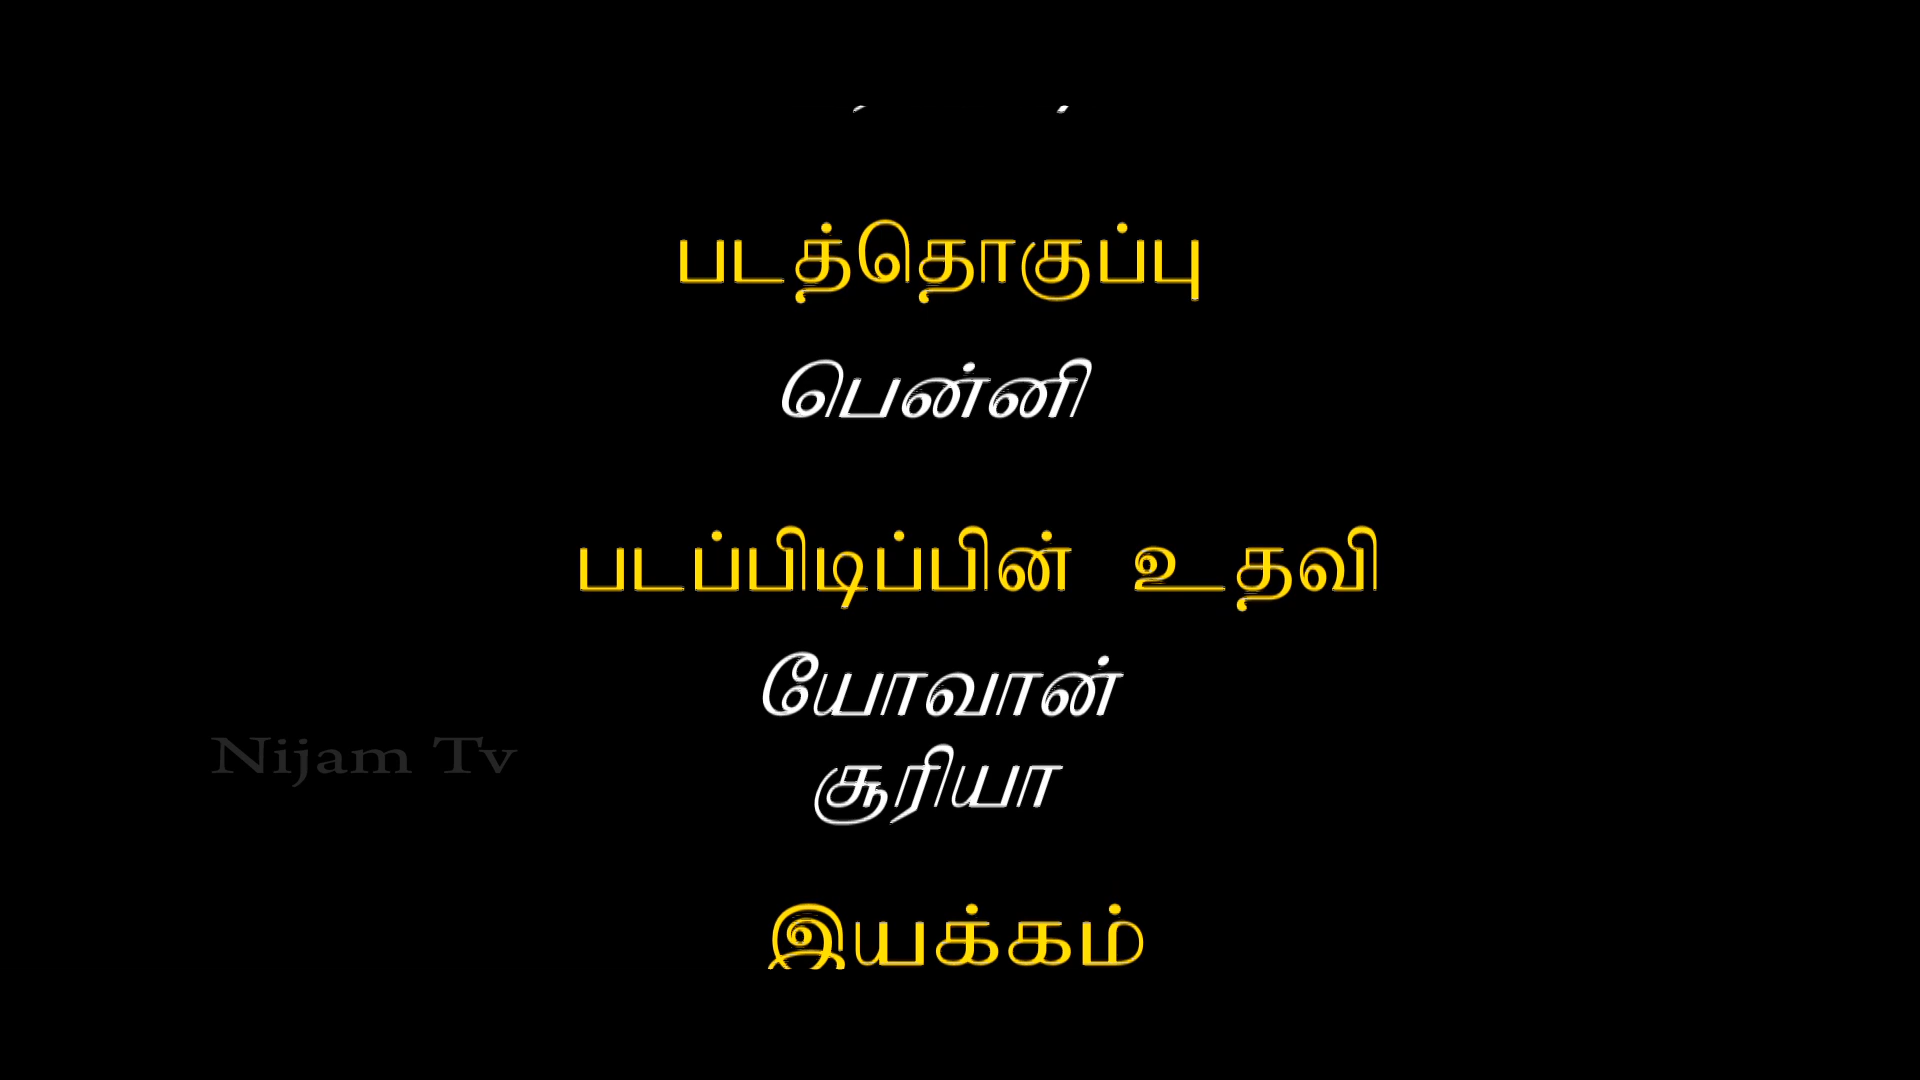 படத்தொகுப்பு
பென்னி
படப்பிடிப்பின் உதவி
யோவான்
Nijam Tv
சூரியா
இயக்கம்